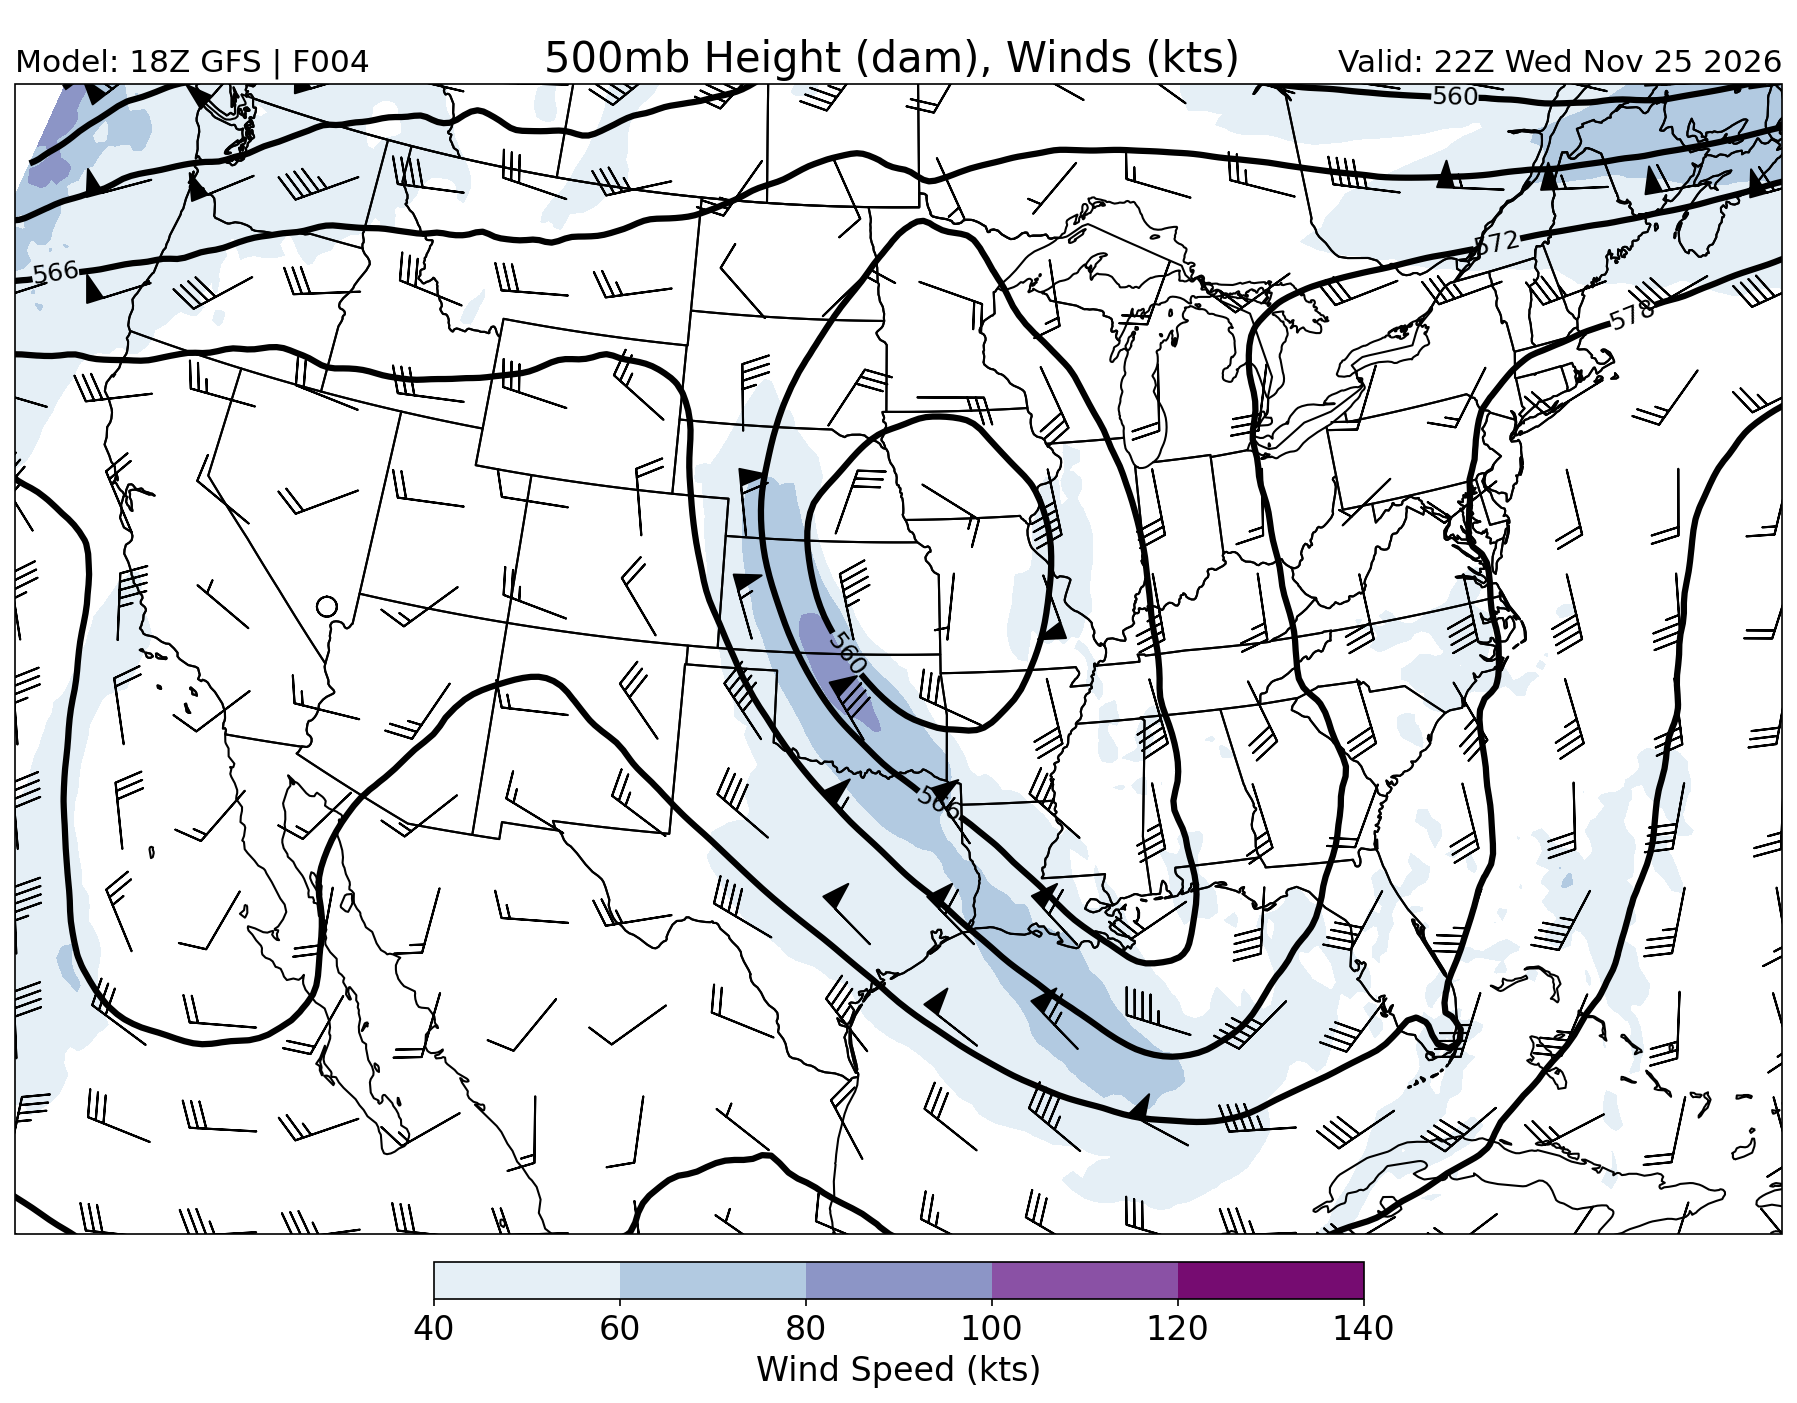 Model: 18Z GFS | F004
500mb Height (dam), Winds (kts)
Valid: 22Z Wed Nov 25 2026
560
572
566
578
560
566
40 60 80 100 120 140
Wind Speed (kts)